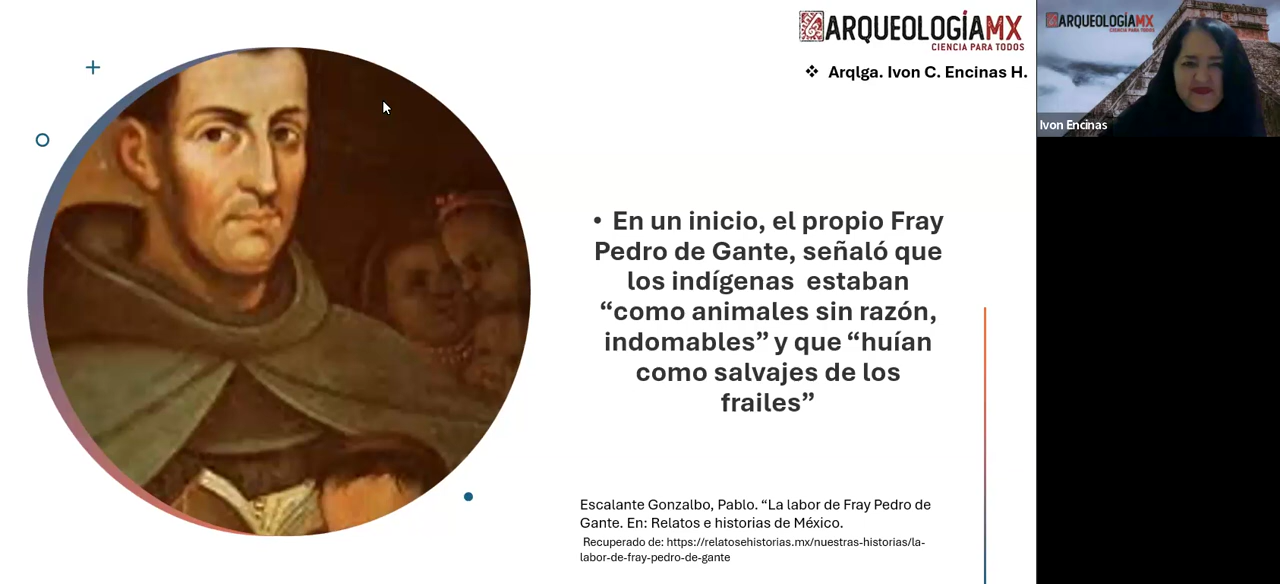 ARQUEOLOGÍAMX
CIENCIA PARA TODOS
❖ Arqlga. Ivon C. Encinas H.
• En un inicio, el propio Fray
Pedro de Gante, señaló que
los indígenas estaban
“como animales sin razón,
indomables” y que “huían
como salvajes de los
frailes”
Escalante Gonzalbo, Pablo. “La labor de Fray Pedro de
Gante. En: Relatos e historias de México.
Recuperado de: https://relatosehistorias.mx/nuestras-historias/la-
labor-de-fray-pedro-de-gante
ARQUEOLOGÍAMX
CIENCIA PARA TODOS
Ivon Encinas